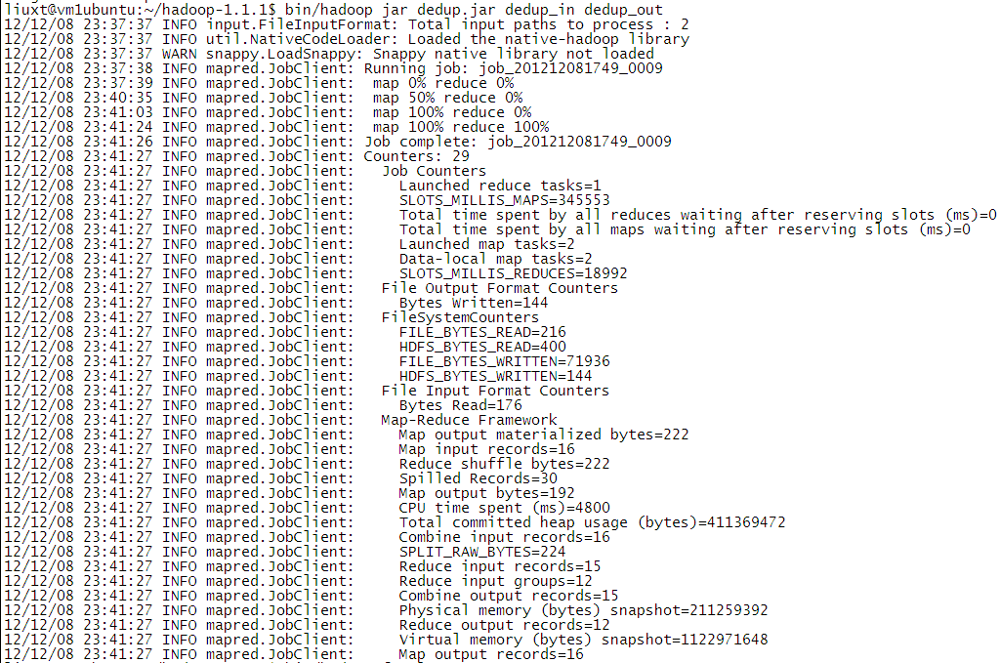 liuxt@vm1ubuntu:~/hadoop-1.1.1$ bin/hadoop jar dedup.jar dedup_in dedup_out
12/12/08 23:37:37 INFO input.FileInputFormat: Total input paths to process : 2
12/12/08 23:37:37 INFO util.NativeCodeLoader: Loaded the native-hadoop library
12/12/08 23:37:37 WARN snappy.LoadSnappy: Snappy native library not loaded
12/12/08 23:37:38 INFO mapred.JobClient: Running job: job_201212081749_0009
12/12/08 23:37:39 INFO mapred.JobClient:  map 0% reduce 0%
12/12/08 23:40:35 INFO mapred.JobClient:  map 50% reduce 0%
12/12/08 23:41:03 INFO mapred.JobClient:  map 100% reduce 0%
12/12/08 23:41:24 INFO mapred.JobClient:  map 100% reduce 100%
12/12/08 23:41:26 INFO mapred.JobClient: Job complete: job_201212081749_0009
12/12/08 23:41:27 INFO mapred.JobClient: Counters: 29
12/12/08 23:41:27 INFO mapred.JobClient:   Job Counters
12/12/08 23:41:27 INFO mapred.JobClient:     Launched reduce tasks=1
12/12/08 23:41:27 INFO mapred.JobClient:     SLOTS_MILLIS_MAPS=345553
12/12/08 23:41:27 INFO mapred.JobClient:     Total time spent by all reduces waiting after reserving slots (ms)=0
12/12/08 23:41:27 INFO mapred.JobClient:     Total time spent by all maps waiting after reserving slots (ms)=0
12/12/08 23:41:27 INFO mapred.JobClient:     Launched map tasks=2
12/12/08 23:41:27 INFO mapred.JobClient:     Data-local map tasks=2
12/12/08 23:41:27 INFO mapred.JobClient:     SLOTS_MILLIS_REDUCES=18992
12/12/08 23:41:27 INFO mapred.JobClient:   File Output Format Counters
12/12/08 23:41:27 INFO mapred.JobClient:     Bytes Written=144
12/12/08 23:41:27 INFO mapred.JobClient:   FileSystemCounters
12/12/08 23:41:27 INFO mapred.JobClient:     FILE_BYTES_READ=216
12/12/08 23:41:27 INFO mapred.JobClient:     HDFS_BYTES_READ=400
12/12/08 23:41:27 INFO mapred.JobClient:     FILE_BYTES_WRITTEN=71936
12/12/08 23:41:27 INFO mapred.JobClient:     HDFS_BYTES_WRITTEN=144
12/12/08 23:41:27 INFO mapred.JobClient:   File Input Format Counters
12/12/08 23:41:27 INFO mapred.JobClient:     Bytes Read=176
12/12/08 23:41:27 INFO mapred.JobClient:   Map-Reduce Framework
12/12/08 23:41:27 INFO mapred.JobClient:     Map output materialized bytes=222
12/12/08 23:41:27 INFO mapred.JobClient:     Map input records=16
12/12/08 23:41:27 INFO mapred.JobClient:     Reduce shuffle bytes=222
12/12/08 23:41:27 INFO mapred.JobClient:     Spilled Records=30
12/12/08 23:41:27 INFO mapred.JobClient:     Map output bytes=192
12/12/08 23:41:27 INFO mapred.JobClient:     CPU time spent (ms)=4800
12/12/08 23:41:27 INFO mapred.JobClient:     Total committed heap usage (bytes)=411369472
12/12/08 23:41:27 INFO mapred.JobClient:     Combine input records=16
12/12/08 23:41:27 INFO mapred.JobClient:     SPLIT_RAW_BYTES=224
12/12/08 23:41:27 INFO mapred.JobClient:     Reduce input records=15
12/12/08 23:41:27 INFO mapred.JobClient:     Reduce input groups=12
12/12/08 23:41:27 INFO mapred.JobClient:     Combine output records=15
12/12/08 23:41:27 INFO mapred.JobClient:     Physical memory (bytes) snapshot=211259392
12/12/08 23:41:27 INFO mapred.JobClient:     Reduce output records=12
12/12/08 23:41:27 INFO mapred.JobClient:     Virtual memory (bytes) snapshot=1122971648
12/12/08 23:41:27 INFO mapred.JobClient:     Map output records=16